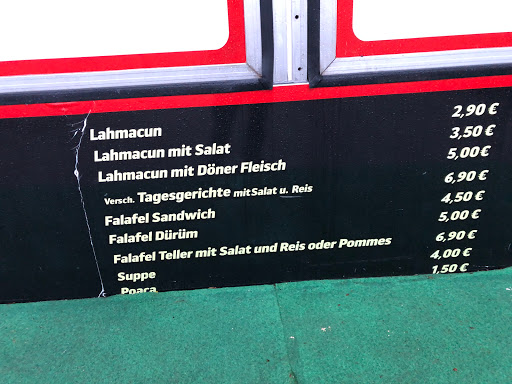 Lahmacun 2,90 €
Lahmacun mit Salat 3,50 €
Lahmacun mit Döner Fleisch 5,00 €
Versch. Tagesgerichte mit Salat u. Reis 6,90 €
Falafel Sandwich 4,50 €
Falafel Dürüm 5,00 €
Falafel Teller mit Salat und Reis oder Pommes 6,90 €
Suppe 4,00 €
Poaça 1,50 €